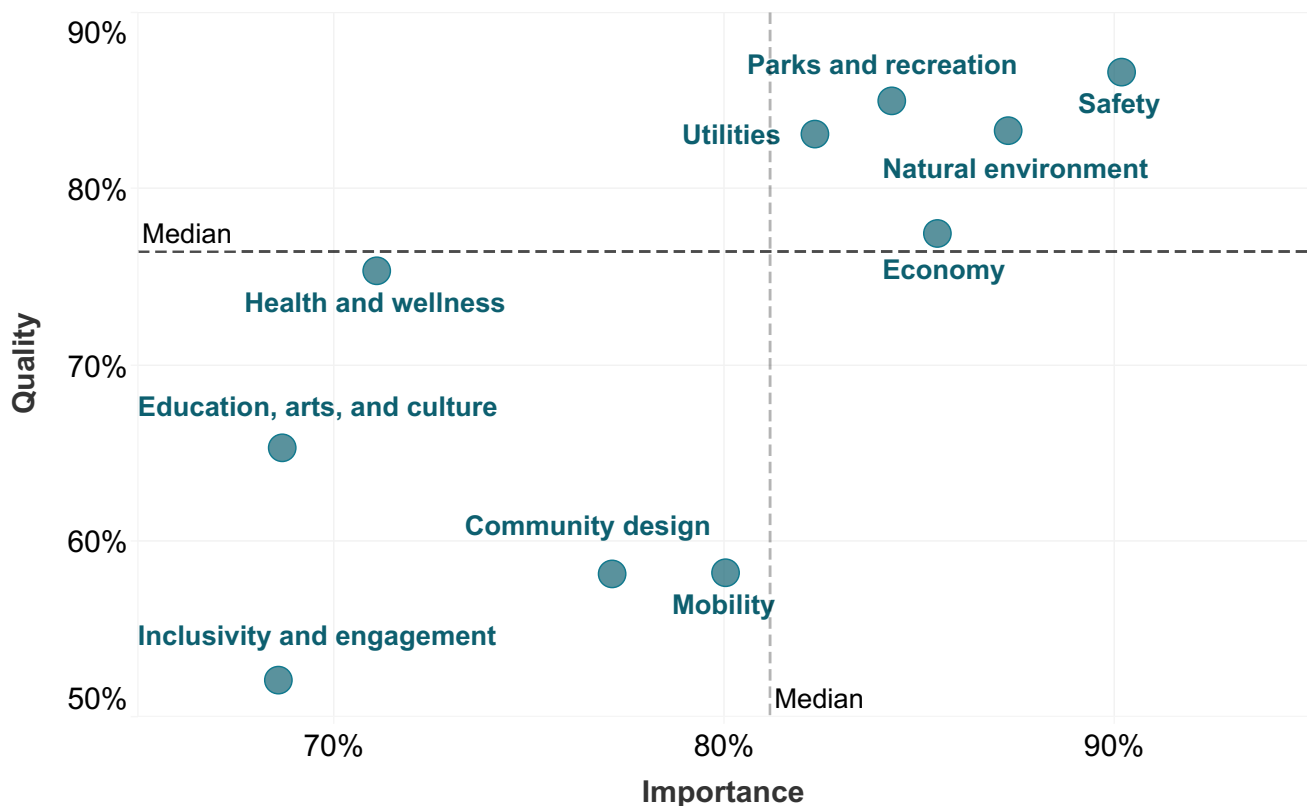 90%
Parks and recreation
Safety
Utilities
Natural environment
80%
Median
Economy
Health and wellness
Quality
70%
Education, arts, and culture
Community design
60%
Mobility
Inclusivity and engagement
50%
Median
70%
80%
90%
Importance